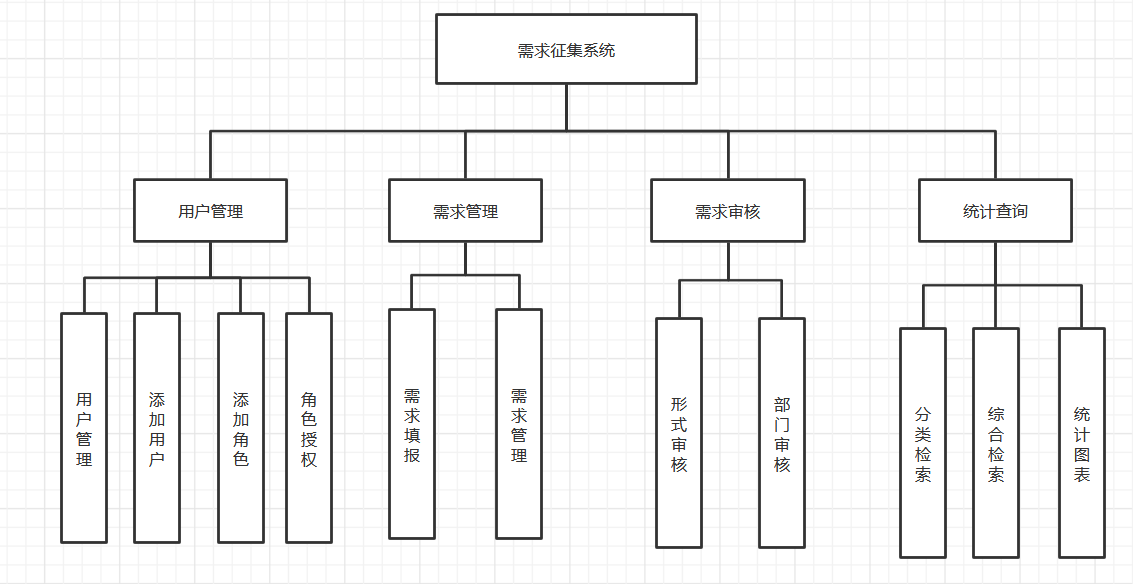 需求征集系统
用户管理
需求管理
需求审核
统计查询
用户管理
添加用户
添加角色
角色授权
需求填报
需求管理
形式审核
部门审核
分类检索
综合检索
统计图表